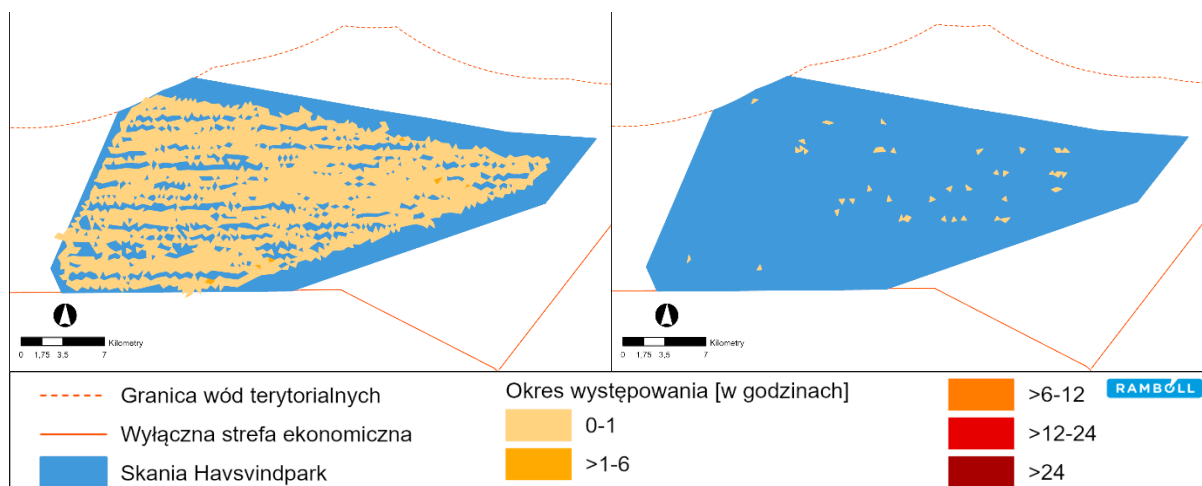 Kilometry
0 1,75 3,5 7
Kilometry
0 1,75 3,5 7
Granica wód terytorialnych
Wyłączna strefa ekonomiczna
Skania Havsvindpark
Okres występowania [w godzinach]
0-1
>1-6
>6-12
>12-24
>24
RAMBOLL